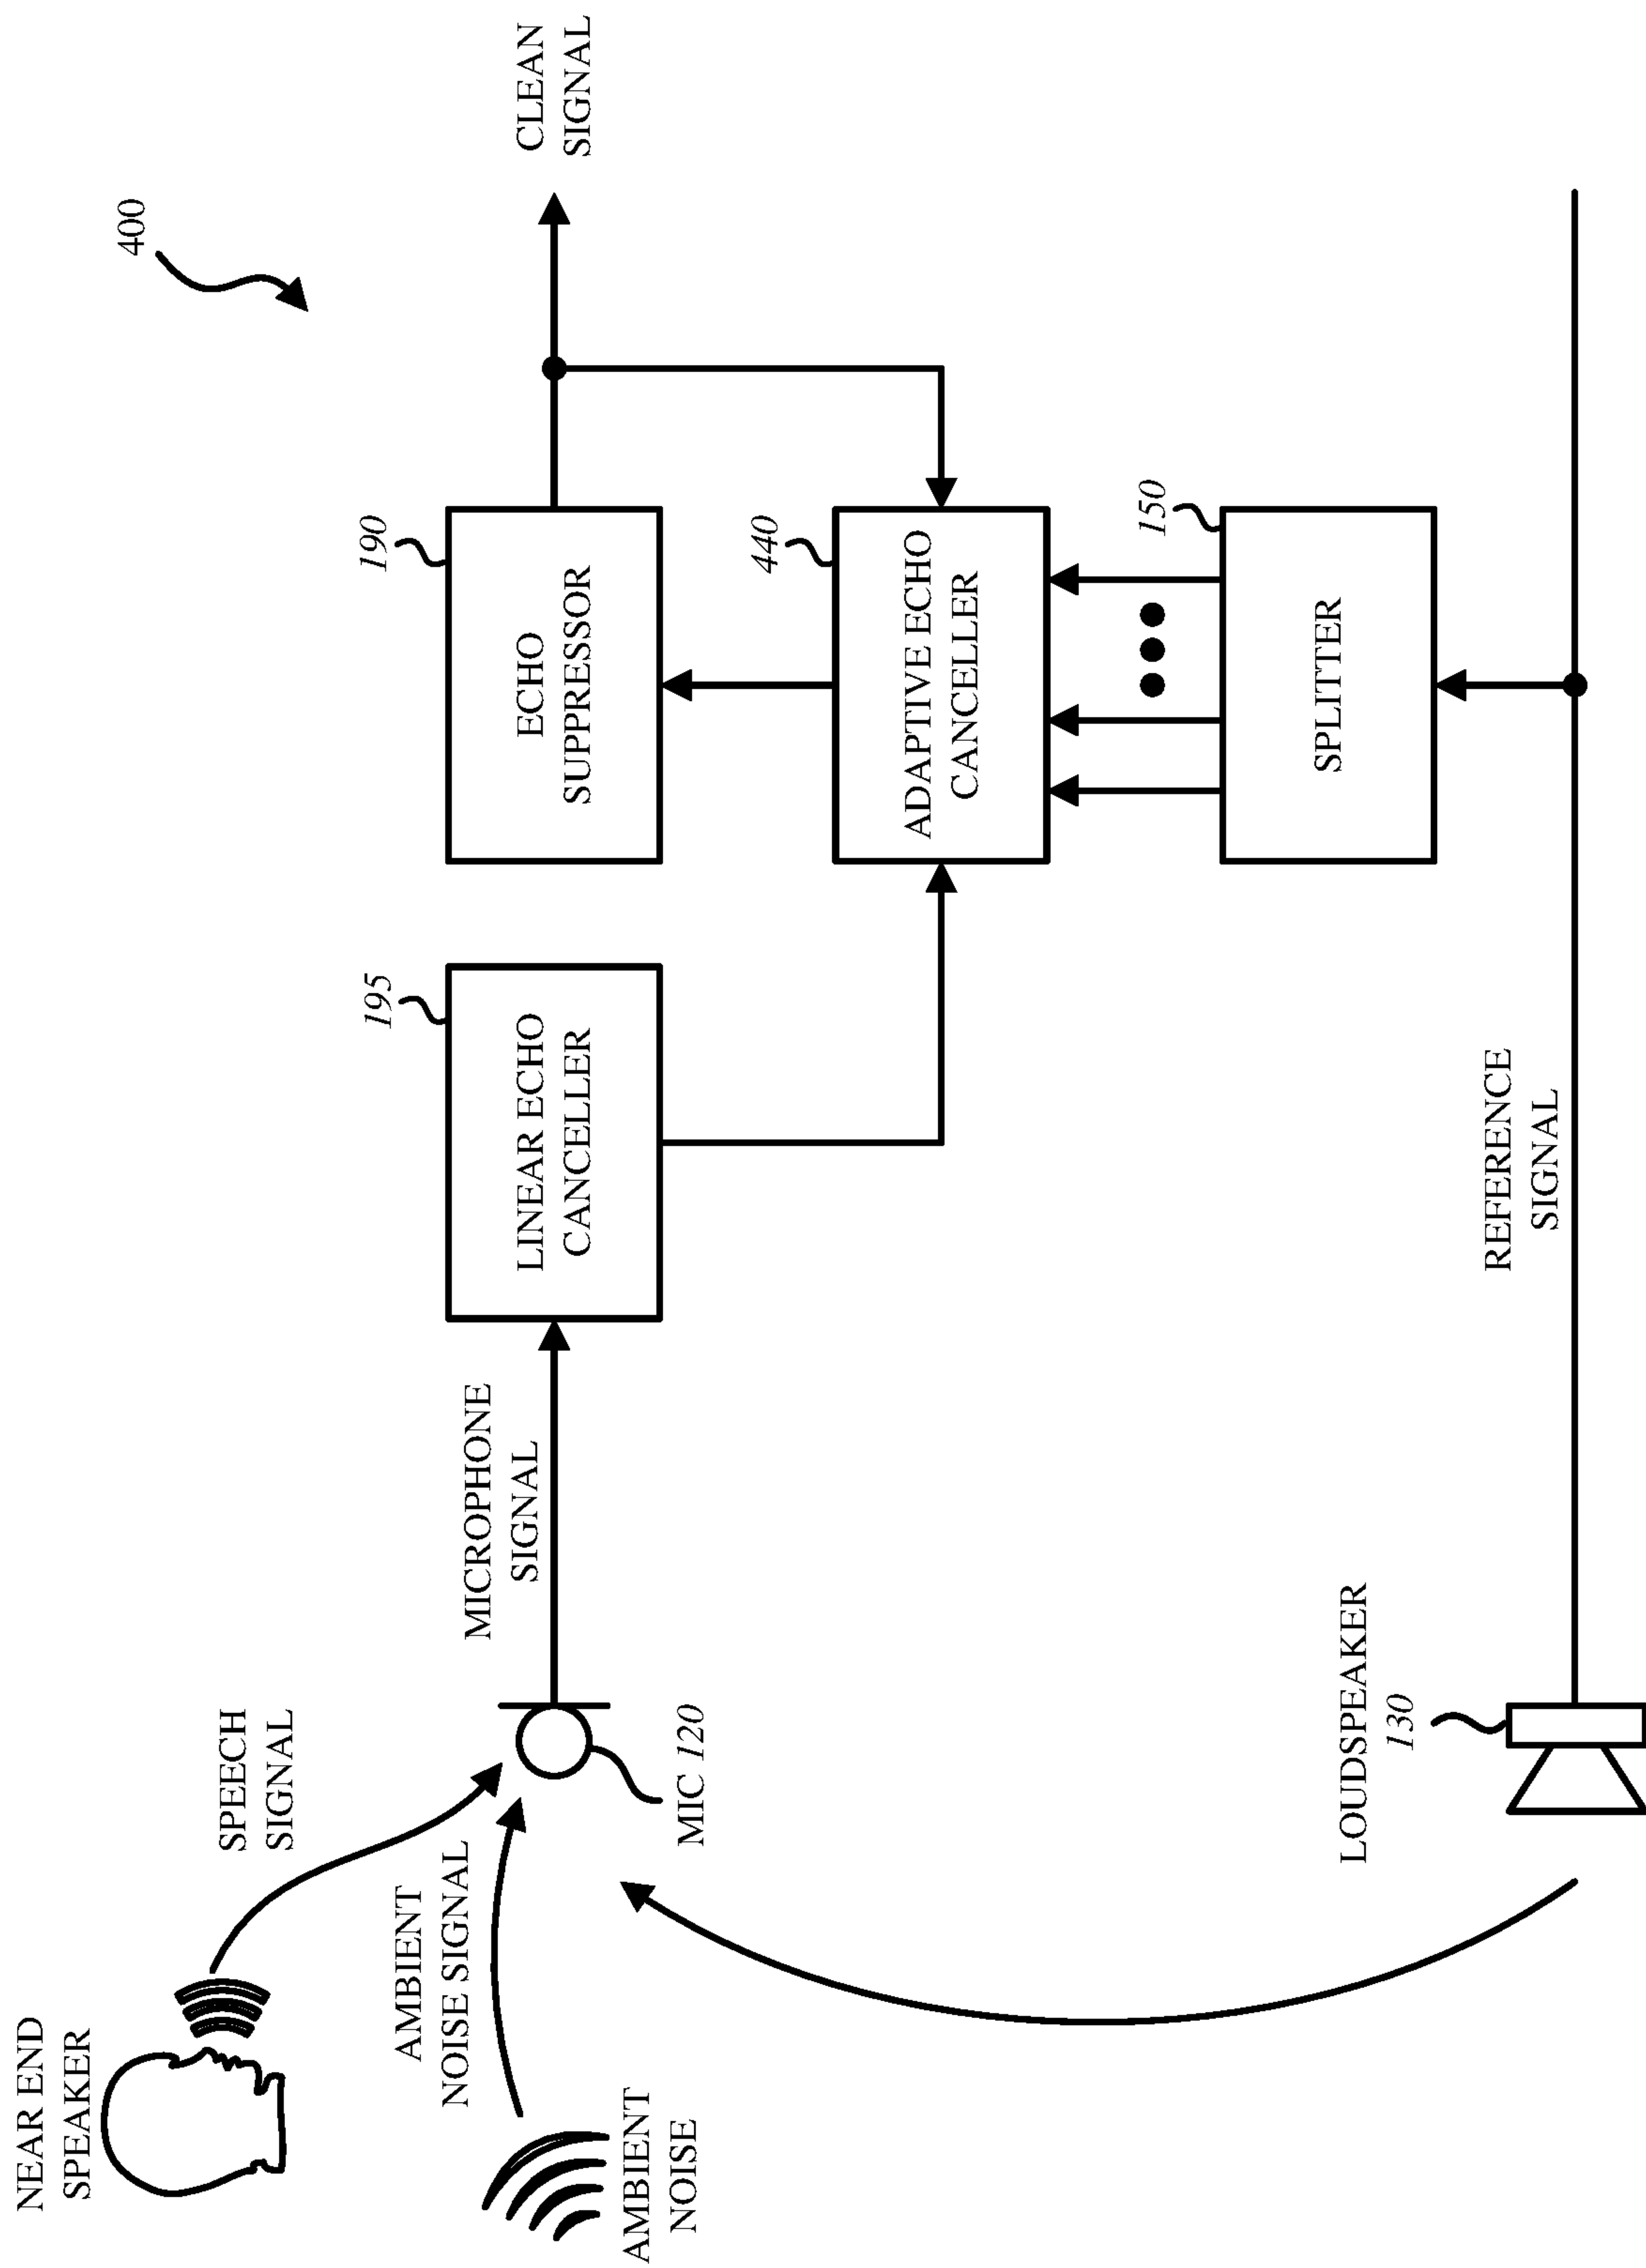 400
NEAR END
SPEAKER
SPEECH
SIGNAL
AMBIENT
NOISE SIGNAL
AMBIENT
NOISE
MIC 120
MICROPHONE
SIGNAL
195
LINEAR ECHO
CANCELLER
190
ECHO
SUPPRESSOR
CLEAN
SIGNAL
440
ADAPTIVE ECHO
CANCELLER
150
SPLITTER
LOUDSPEAKER
130
REFERENCE
SIGNAL